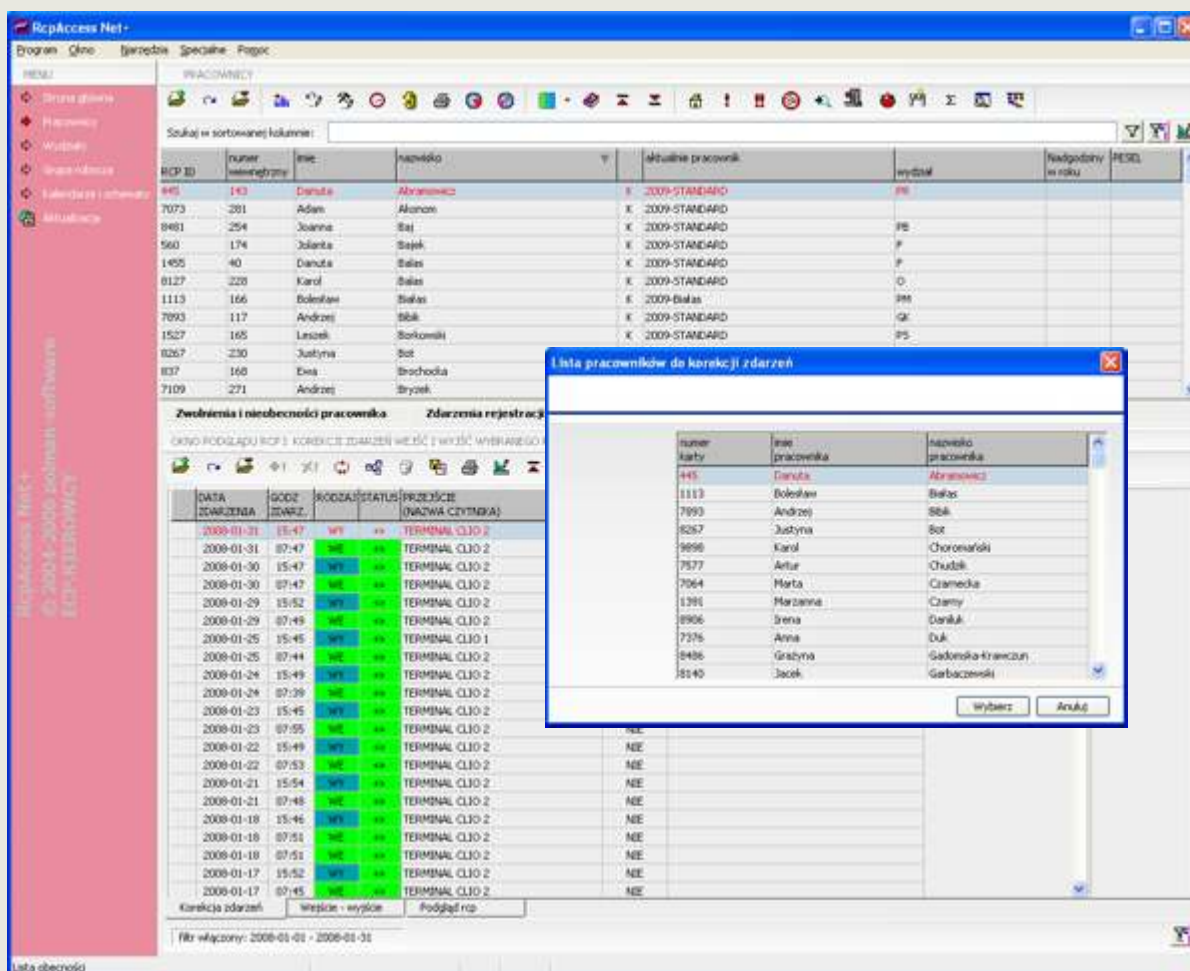 RcpAccess Net+
Program Okno Narzędzia Specjalne Pomoc
MENU
PRACOWNICY
Strona główna
Pracownicy
Wydziały
Grupa robocza
Kalendarze i schematy
Aktualizacja
Szukaj w sortowanej kolumnie:
RCP ID numer wewnętrzny imie nazwisko aktualnie pracownik wydział Nadgodziny w roku PESEL
445 143 Danuta Abramowicz K 2009-STANDARD PR
7073 281 Adam Akonom K 2009-STANDARD
8481 254 Joanna Baj K 2009-STANDARD PB
560 174 Jolanta Bajek K 2009-STANDARD P
1455 40 Danuta Balas K 2009-STANDARD P
8127 228 Karol Balas K 2009-STANDARD O
1113 166 Bolesław Białas K 2009-Białas PM
7893 117 Andrzej Bibik K 2009-STANDARD GK
1527 165 Leszek Borkowski K 2009-STANDARD PS
8267 230 Justyna Bot
837 168 Ewa Brochocka
7109 271 Andrzej Bryzek
Zwolnienia i nieobecności pracownika Zdarzenia rejestracji
OKNO PODGLĄDU RCP I KOREKCJI ZDARZEŃ WEJŚĆ I WYJŚĆ WYBRANEGO
DATA ZDARZENIA GODZ ZDARZ. RODZAJ STATUS PRZEJŚCIE (NAZWA CZYTNIKA)
2008-01-31 15:47 WY TERMINAL CLIO 2
2008-01-31 07:47 WE TERMINAL CLIO 2
2008-01-30 15:47 WY TERMINAL CLIO 2
2008-01-30 07:47 WE TERMINAL CLIO 2
2008-01-29 15:52 WY TERMINAL CLIO 2
2008-01-29 07:49 WE TERMINAL CLIO 2
2008-01-25 15:45 WY TERMINAL CLIO 1
2008-01-25 07:44 WE TERMINAL CLIO 2
2008-01-24 15:49 WY TERMINAL CLIO 2
2008-01-24 07:39 WE TERMINAL CLIO 2
2008-01-23 15:45 WY TERMINAL CLIO 2
2008-01-23 07:55 WE TERMINAL CLIO 2 NIE
2008-01-22 15:49 WY TERMINAL CLIO 2 NIE
2008-01-22 07:53 WE TERMINAL CLIO 2 NIE
2008-01-21 15:54 WY TERMINAL CLIO 2 NIE
2008-01-21 07:48 WE TERMINAL CLIO 2 NIE
2008-01-18 15:46 WY TERMINAL CLIO 2 NIE
2008-01-18 07:51 WE TERMINAL CLIO 2 NIE
2008-01-18 07:51 WE TERMINAL CLIO 2 NIE
2008-01-17 15:52 WY TERMINAL CLIO 2 NIE
2008-01-17 07:45 WE TERMINAL CLIO 2 NIE
Korekcja zdarzeń Wejście - wyjście Podgląd rcp
filtr włączony: 2008-01-01 - 2008-01-31
Lista obecności
RcpAccess Net+
© 2004-2008 polman-software
ECP-KIEROWCY
Lista pracowników do korekcji zdarzeń
numer karty imie pracownika nazwisko pracownika
445 Danuta Abramowicz
1113 Bolesław Białas
7893 Andrzej Bibik
8267 Justyna Bot
9898 Karol Choromański
7577 Artur Chudzik
7064 Marta Czarnecka
1391 Marzanna Czarny
8906 Irena Daniluk
7376 Anna Duk
8486 Grażyna Gadomska-Krawczun
8140 Jacek Garbaczewski
Wybierz Anuluj